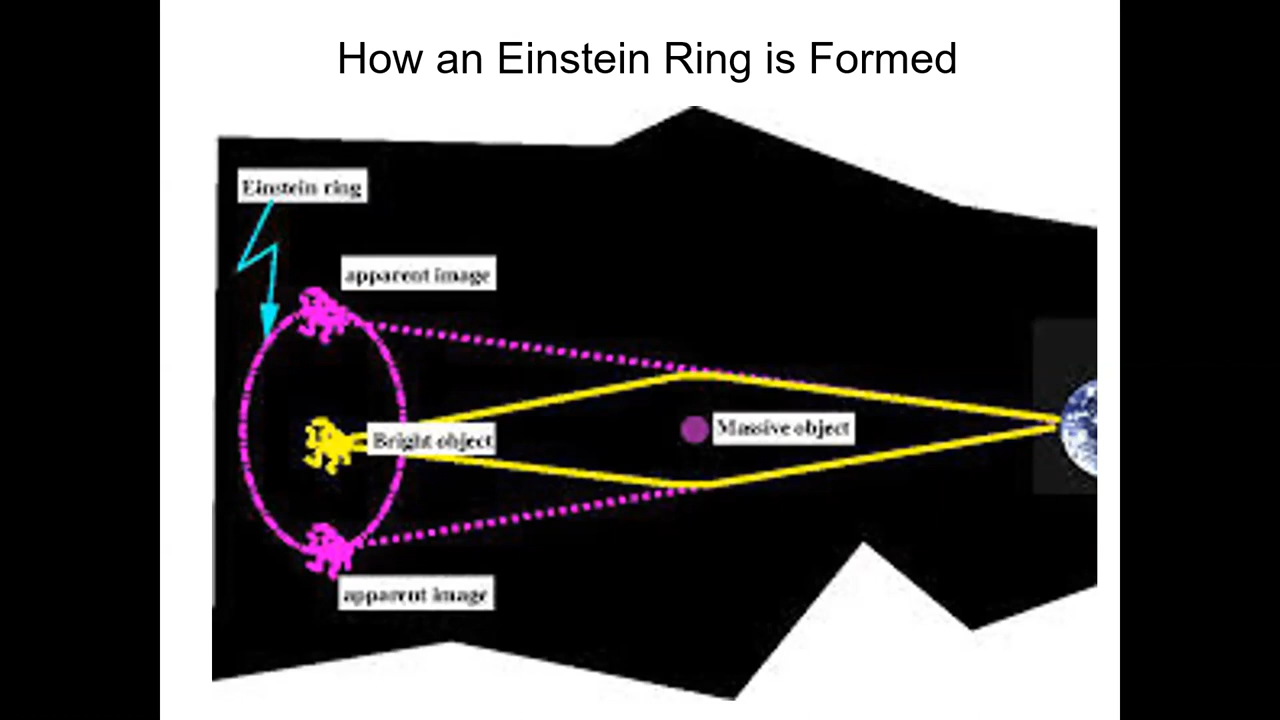 How an Einstein Ring is Formed
Einstein ring
apparent image
Massive object
Bright object
apparent image